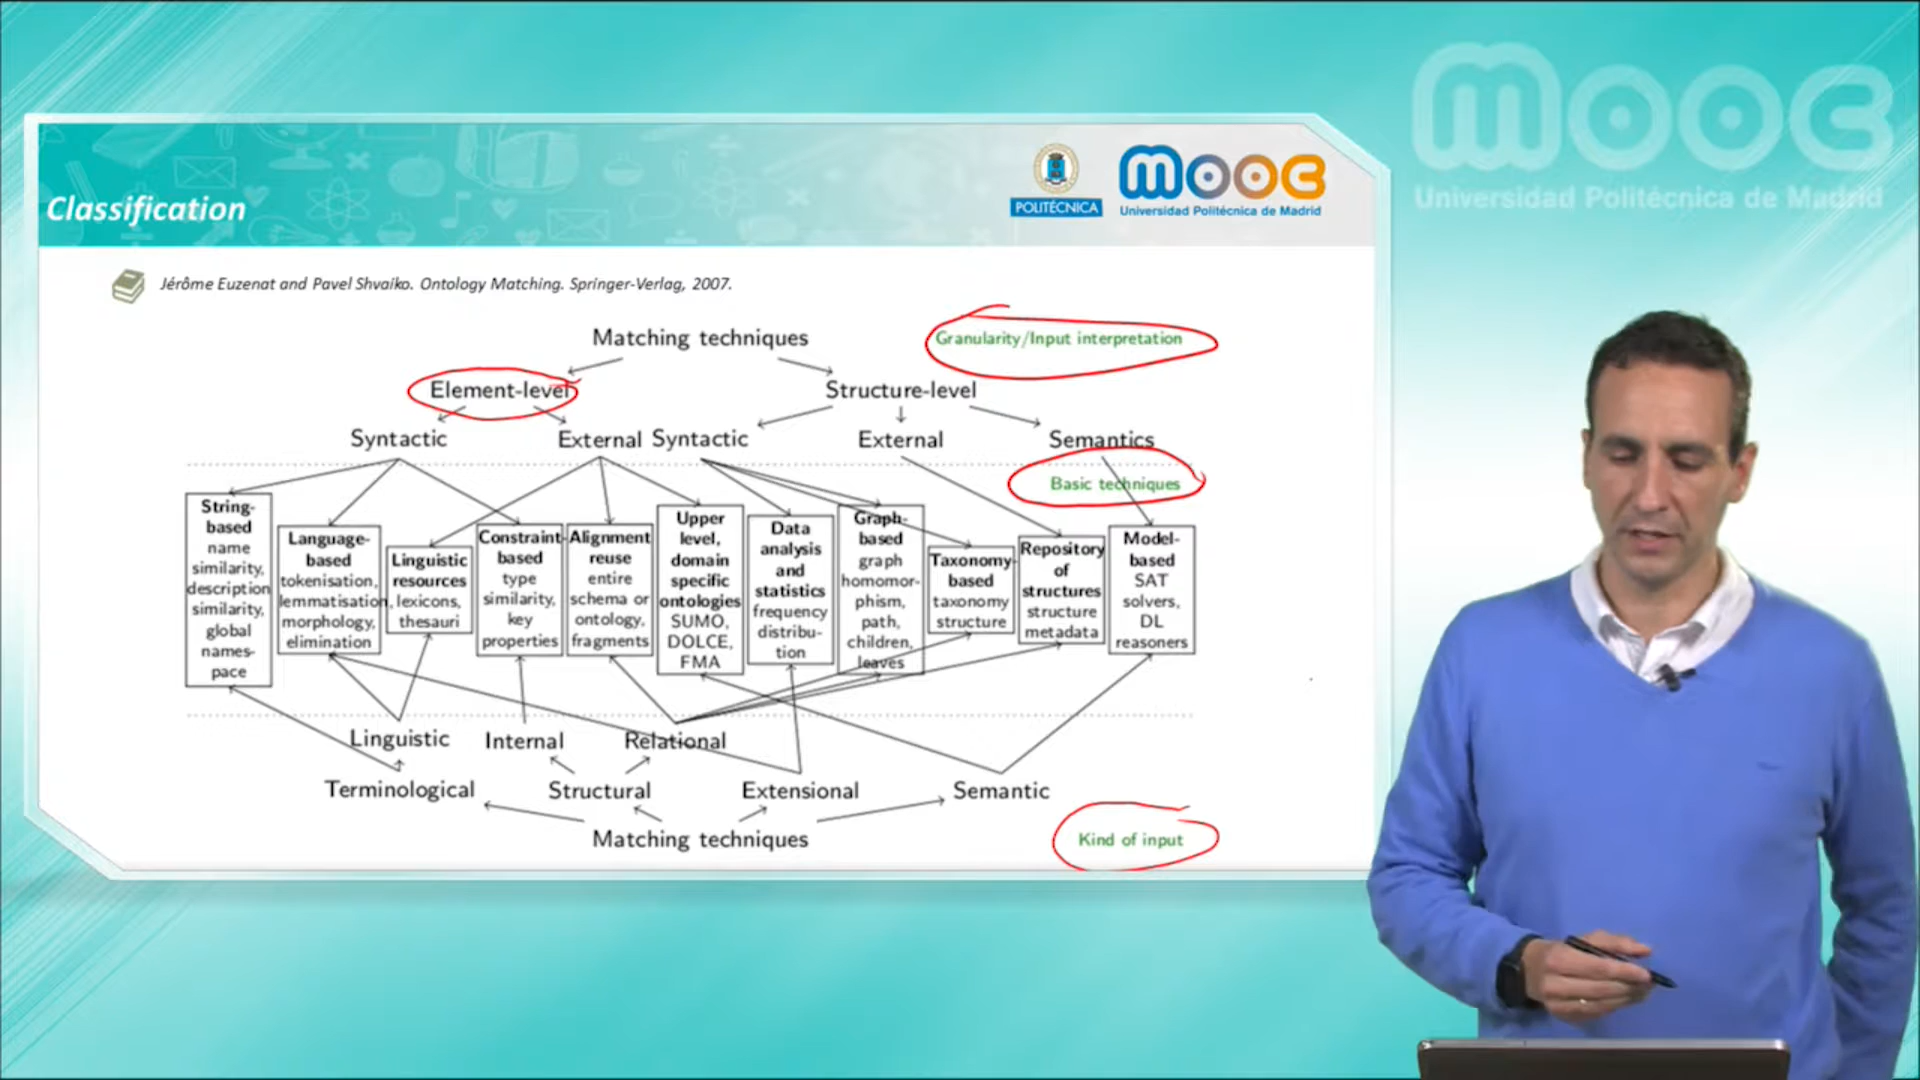 mooc
Universidad Politécnica de Madrid
Classification
POLITÉCNICA
mooc
Universidad Politécnica de Madrid
Jérôme Euzenat and Pavel Shvaiko. Ontology Matching. Springer-Verlag, 2007.
Matching techniques
Granularity/Input interpretation
Element-level
Structure-level
Syntactic
External
Syntactic
External
Semantics
Basic techniques
String-
based
name
similarity,
description
similarity,
global
names-
pace
Language-
based
tokenisation,
lemmatisation,
morphology,
elimination
Linguistic
resources
lexicons,
thesauri
Constraint-
based
type
similarity,
key
properties
Alignment
reuse
entire
schema or
ontology,
fragments
Upper
level,
domain
specific
ontologies
SUMO,
DOLCE,
FMA
Data
analysis
and
statistics
frequency
distribu-
tion
Graph-
based
graph
homomor-
phism,
path,
children,
leaves
Taxonomy-
based
taxonomy
structure
Repository
of
structures
structure
metadata
Model-
based
SAT
solvers,
DL
reasoners
Linguistic
Internal
Relational
Terminological
Structural
Extensional
Semantic
Matching techniques
Kind of input